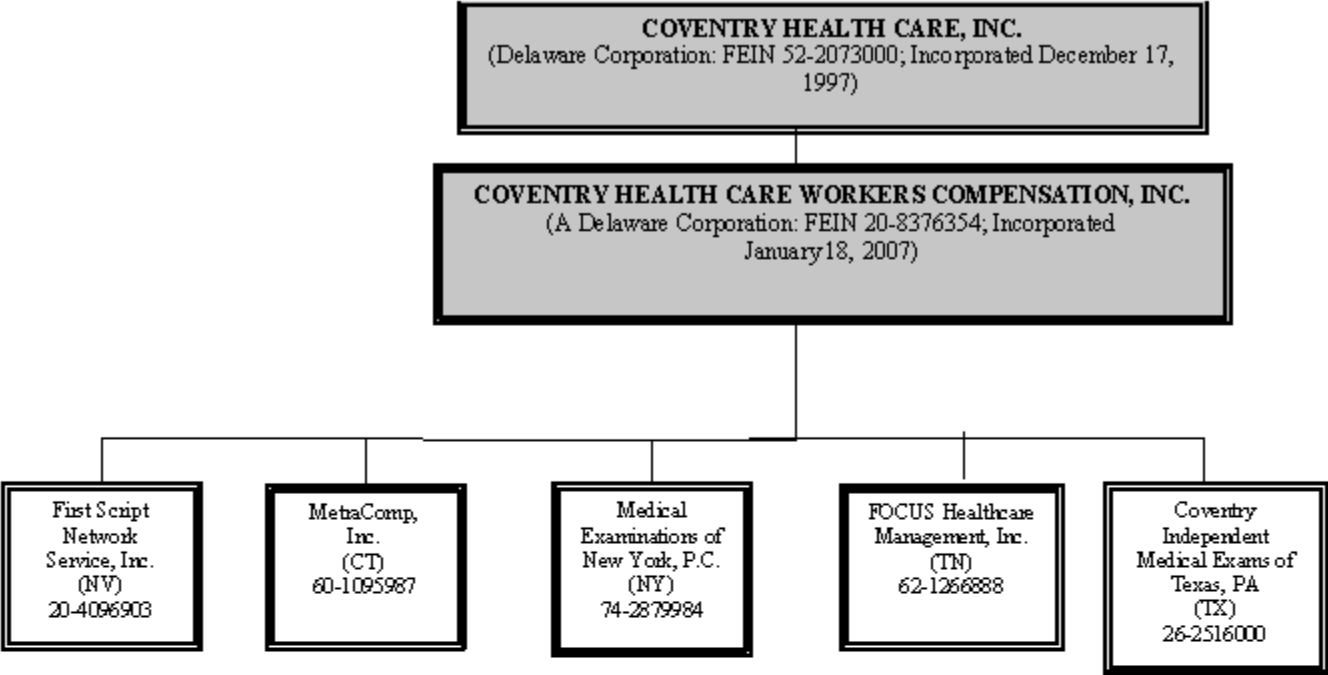 COVENTRY HEALTH CARE, INC.
(Delaware Corporation: FEIN 52-2073000; Incorporated December 17,
1997)
COVENTRY HEALTH CARE WORKERS COMPENSATION, INC.
(A Delaware Corporation: FEIN 20-8376354; Incorporated
January 18, 2007)
First Script
Network
Service, Inc.
(NV)
20-4096903
MetraComp,
Inc.
(CT)
60-1095987
Medical
Examinations of
New York, P.C.
(NY)
74-2879984
FOCUS Healthcare
Management, Inc.
(TN)
62-1266888
Coventry
Independent
Medical Exams of
Texas, PA
(TX)
26-2516000